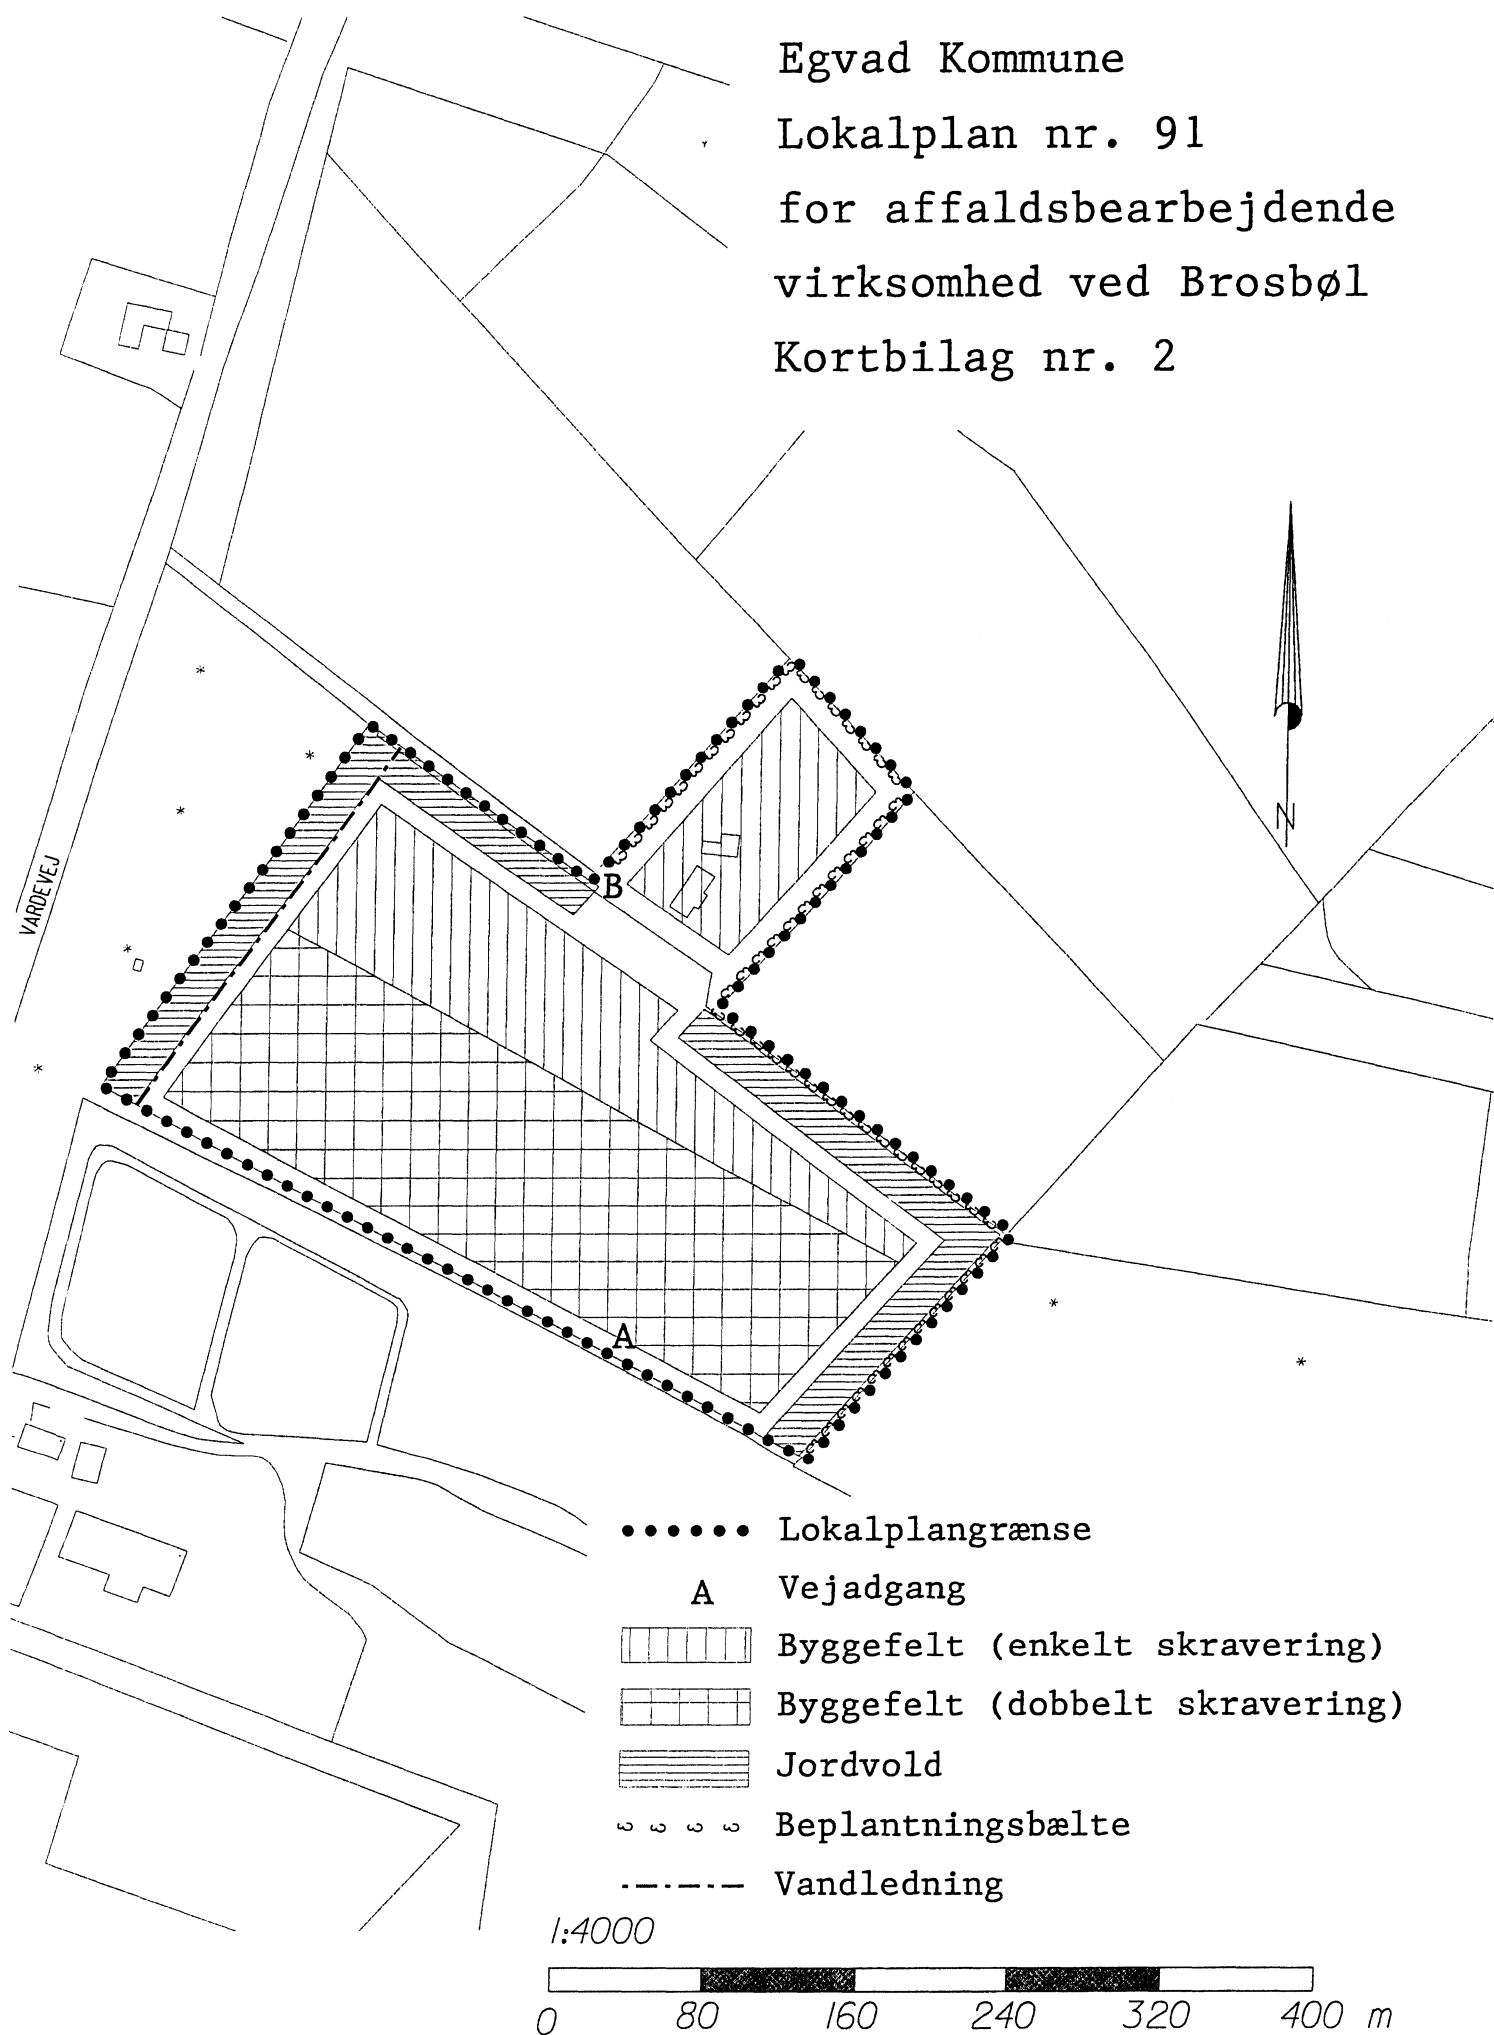 Egvad Kommune
Lokalplan nr. 91
for affaldsbearbejdende
virksomhed ved Brosbøl
Kortbilag nr. 2
N
VARDEVEJ
B
A
Lokalplangrænse
A Vejadgang
Byggefelt (enkelt skravering)
Byggefelt (dobbelt skravering)
Jordvold
Beplantningsbælte
Vandledning
1:4000
0 80 160 240 320 400 m